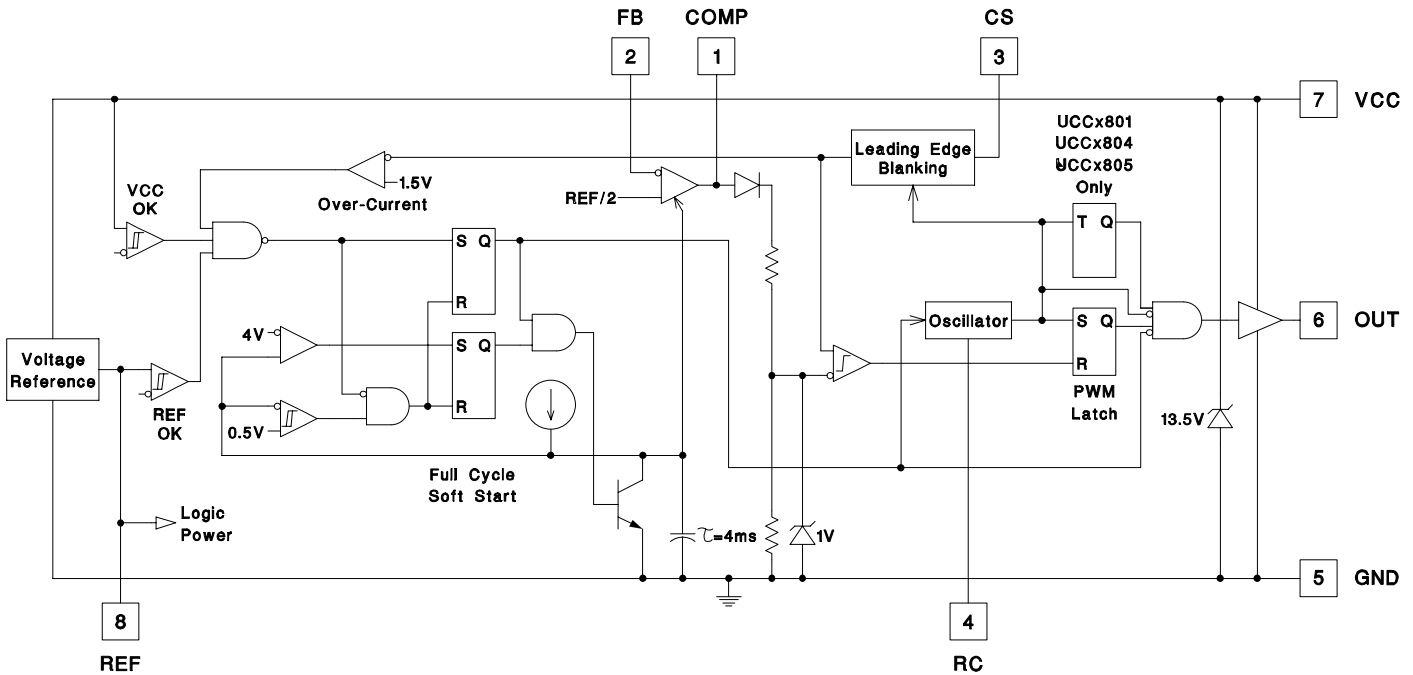 FB
COMP
CS
2
1
3
7
VCC
UCCx801
UCCx804
UCCx805
Only
Leading Edge
Blanking
1.5V
Over-Current
VCC
OK
REF/2
T Q
S Q
R
4V
S Q
R
0.5V
Voltage
Reference
REF
OK
Oscillator
S Q
R
PWM
Latch
6
OUT
13.5V
Full Cycle
Soft Start
Logic
Power
τ=4ms
1V
5
GND
8
REF
4
RC